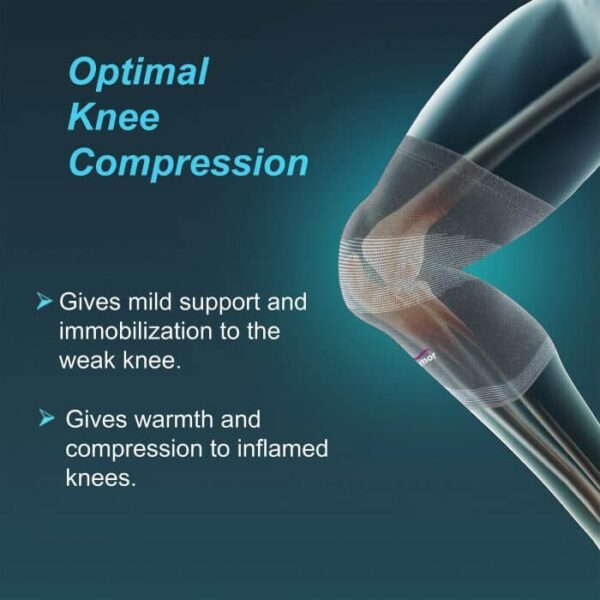 Optimal
Knee
Compression
Gives mild support and
immobilization to the
weak knee.
Gives warmth and
compression to inflamed
knees.